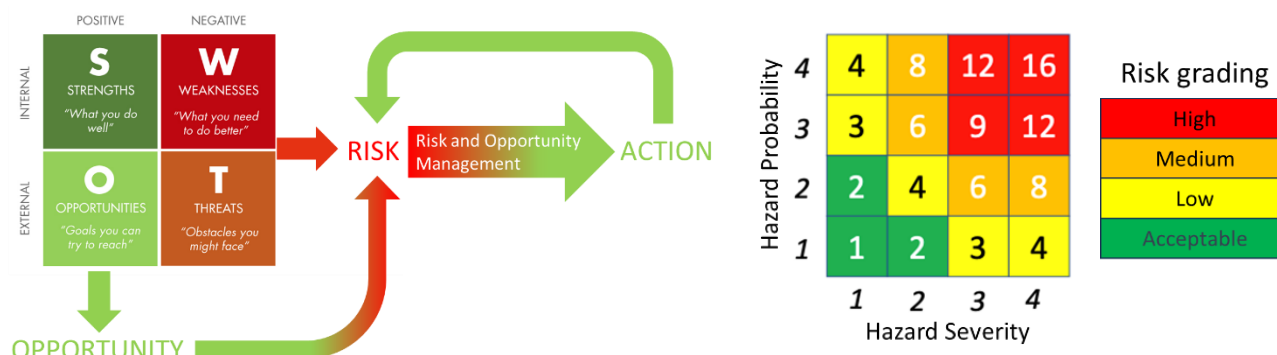 POSITIVE
NEGATIVE
INTERNAL
EXTERNAL
S
STRENGTHS
"What you do
well"
W
WEAKNESSES
"What you need
to do better"
O
OPPORTUNITIES
"Goals you can
try to reach"
T
THREATS
"Obstacles you
might face"
RISK
Risk and Opportunity
Management
ACTION
OPPORTUNITY
Hazard Probability
4 4 8 12 16
3 3 6 9 12
2 2 4 6 8
1 1 2 3 4
1 2 3 4
Hazard Severity
Risk grading
High
Medium
Low
Acceptable